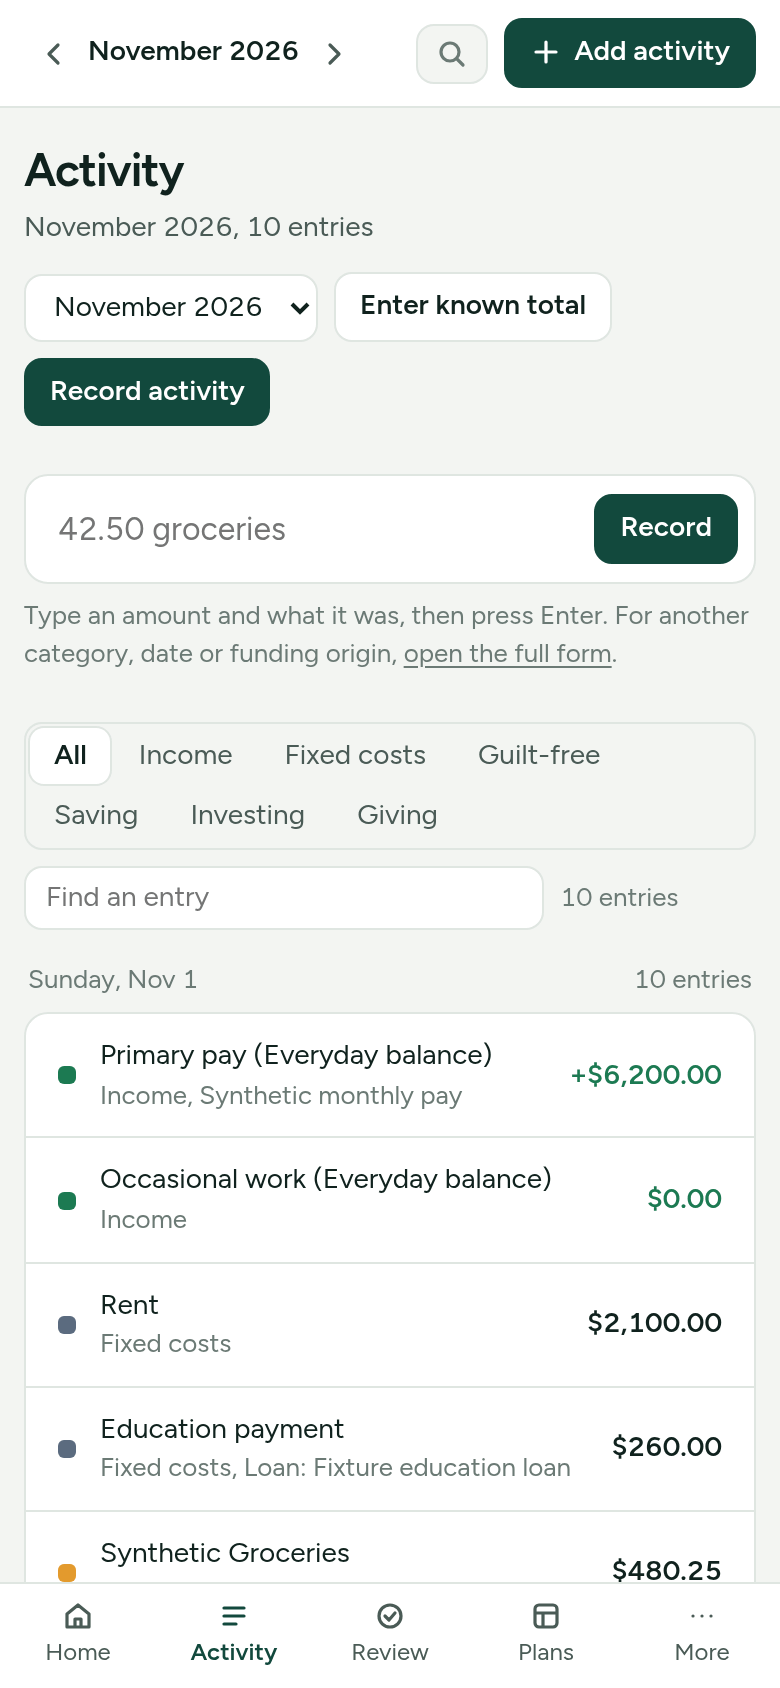 November 2026
Add activity
Activity
November 2026, 10 entries
November 2026
Enter known total
Record activity
42.50 groceries
Record
Type an amount and what it was, then press Enter. For another
category, date or funding origin, open the full form.
All Income Fixed costs Guilt-free
Saving Investing Giving
Find an entry
10 entries
Sunday, Nov 1
10 entries
Primary pay (Everyday balance)
Income, Synthetic monthly pay
+$6,200.00
Occasional work (Everyday balance)
Income
$0.00
Rent
Fixed costs
$2,100.00
Education payment
Fixed costs, Loan: Fixture education loan
$260.00
Synthetic Groceries
$480.25
Home Activity Review Plans More